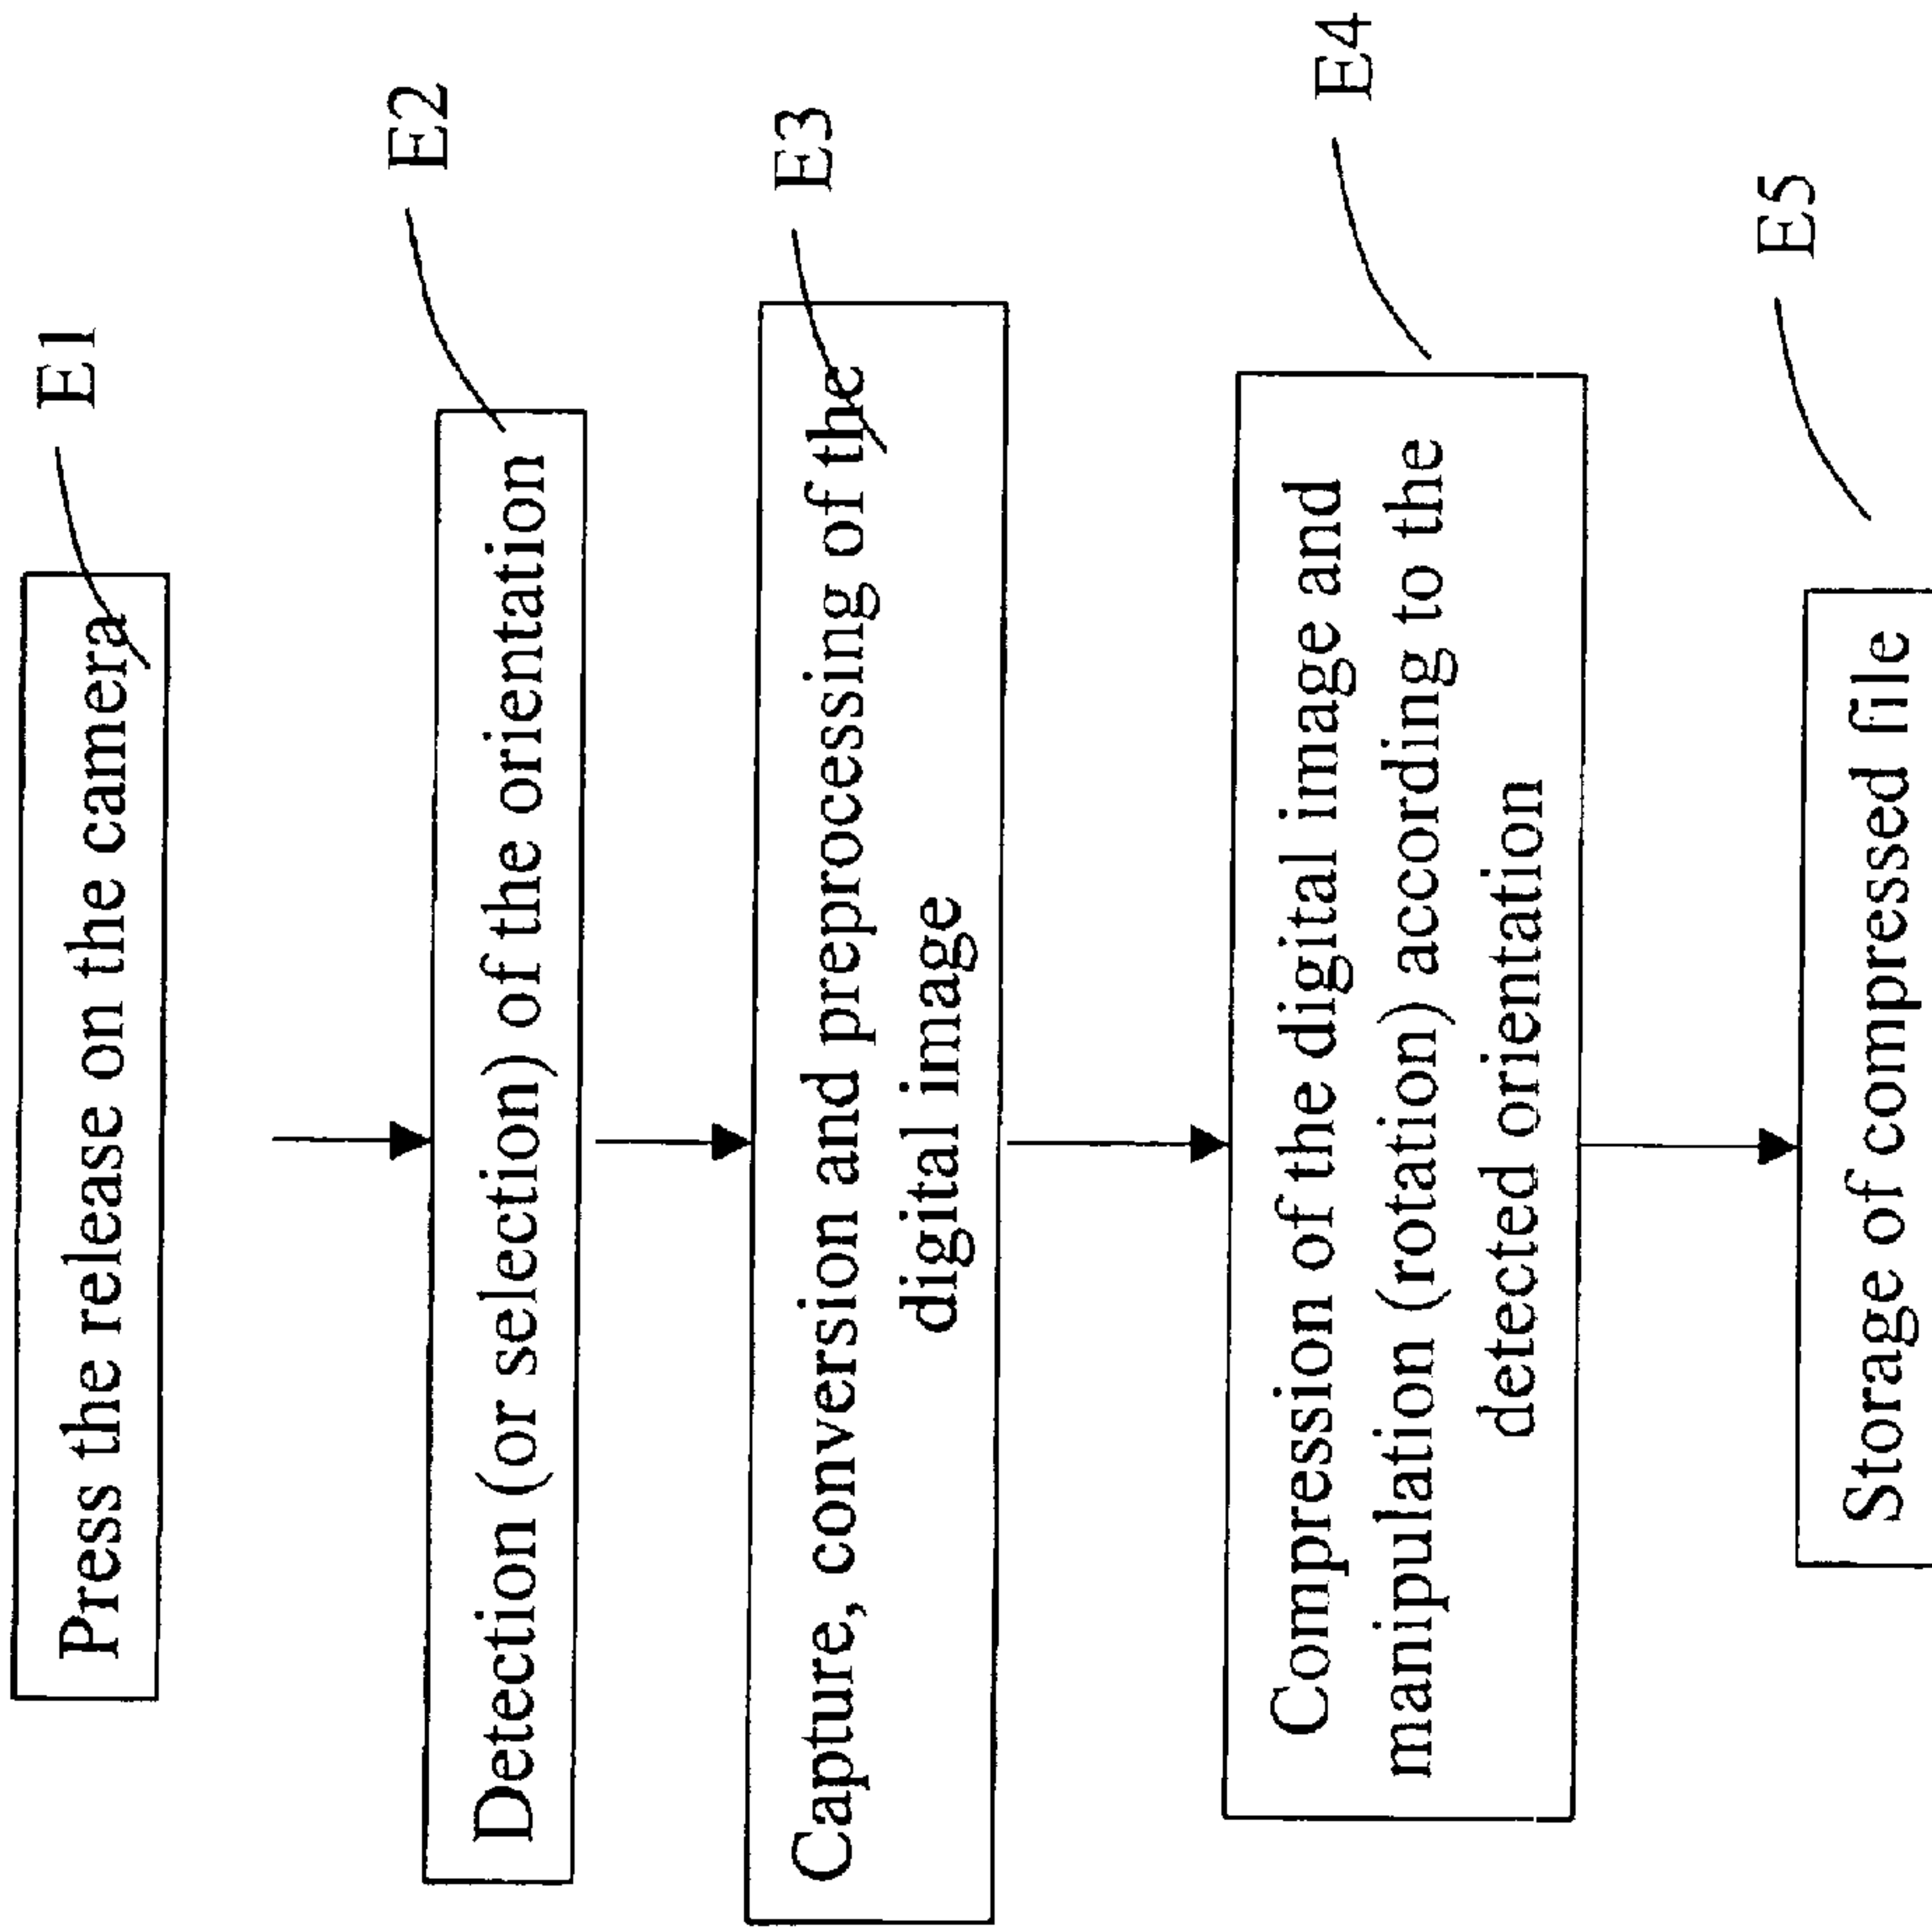 E1
Press the release on the camera
E2
Detection (or selection) of the orientation
E3
Capture, conversion and preprocessing of the
digital image
E4
Compression of the digital image and
manipulation (rotation) according to the
detected orientation
E5
Storage of compressed file